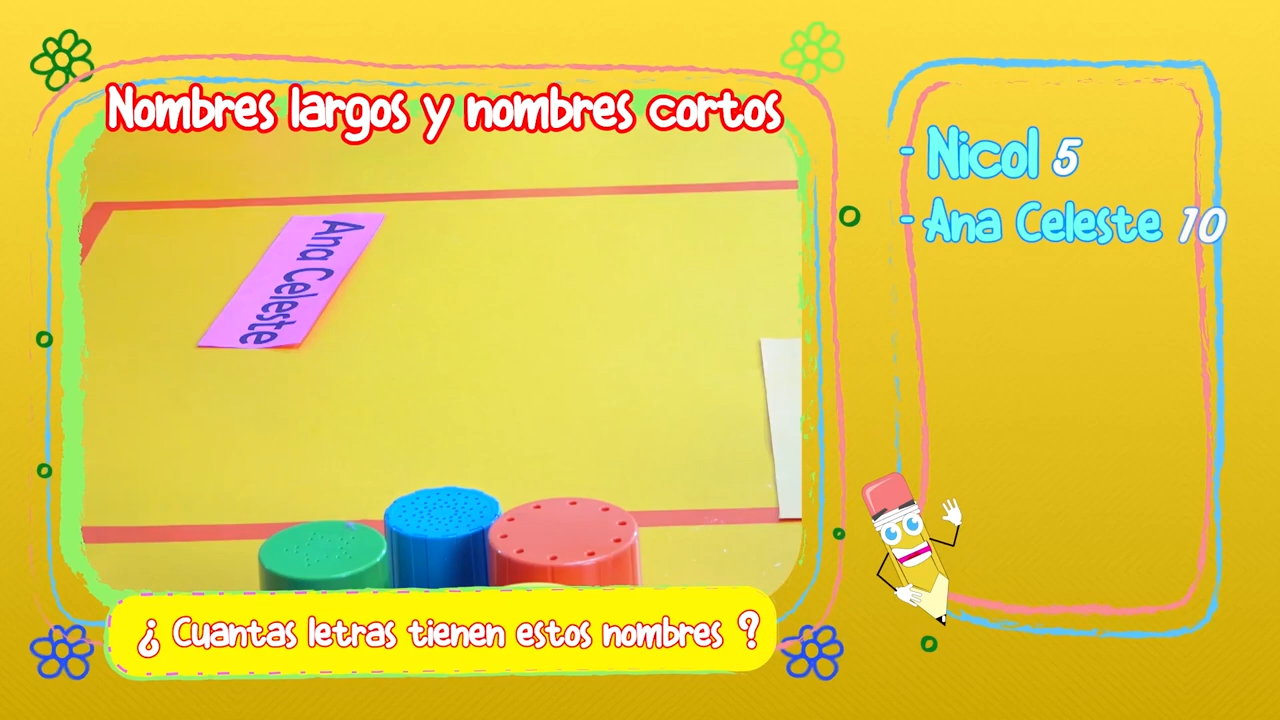 Nombres largos y nombres cortos
Ana Celeste
¿ Cuantas letras tienen estos nombres ?
- Nicol 5
- Ana Celeste 10